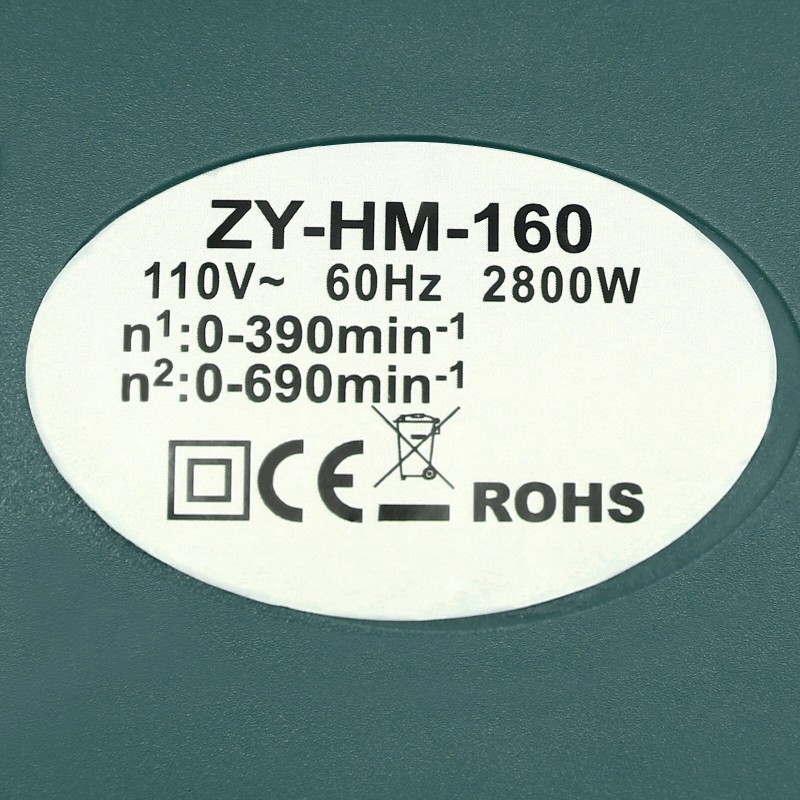 ZY-HM-160
110V~ 60Hz 2800W
n¹:0-390min⁻¹
n²:0-690min⁻¹
CE ROHS